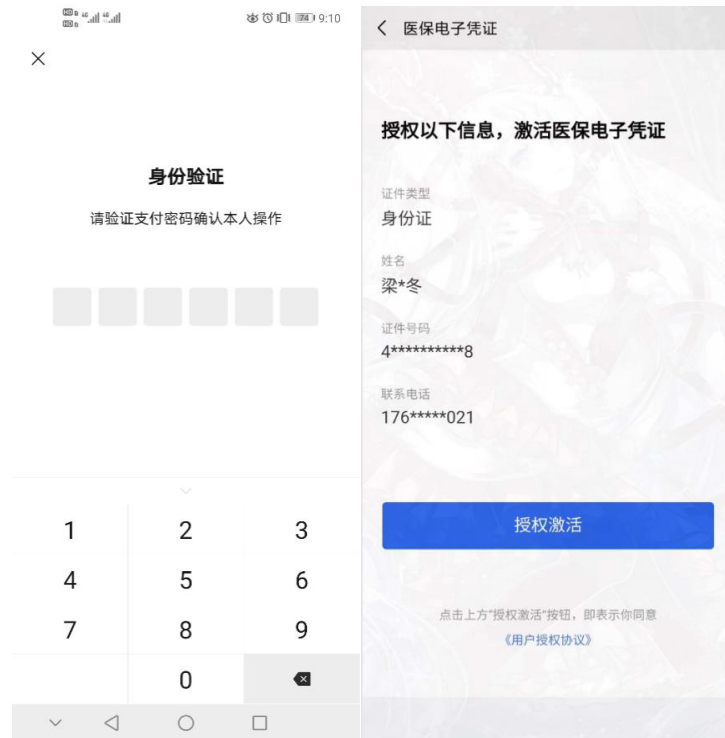 9:10
身份验证
请验证支付密码确认本人操作
1 2 3
4 5 6
7 8 9
0
医保电子凭证
授权以下信息，激活医保电子凭证
证件类型
身份证
姓名
梁*冬
证件号码
4**********8
联系电话
176*****021
授权激活
点击上方“授权激活”按钮，即表示你同意
《用户授权协议》